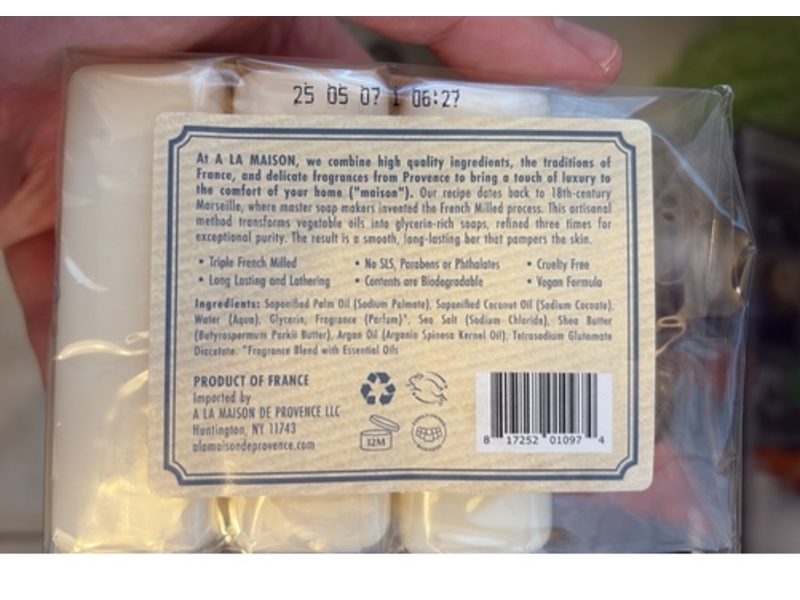 25 05 07 1 06:27
At A LA MAISON, we combine high quality ingredients, the traditions of
France, and delicate fragrances from Provence to bring a touch of luxury to
the comfort of your home ("maison"). Our recipe dates back to 18th-century
Marseille, where master soap makers invented the French Milled process. This artisanal
method transforms vegetable oils into glycerin-rich soaps, refined three times for
exceptional purity. The result is a smooth, long-lasting bar that pampers the skin.
• Triple French Milled • No SLS, Parabens or Phthalates • Cruelty Free
• Long Lasting and Lathering • Contents are Biodegradable • Vegan Formula
Ingredients: Saponified Palm Oil (Sodium Palmate), Saponified Coconut Oil (Sodium Cocoate),
Water (Aqua), Glycerin, Fragrance (Parfum)*, Sea Salt (Sodium Chloride), Shea Butter
(Butyrospermum Parkii Butter), Argan Oil (Argania Spinosa Kernel Oil), Tetrasodium Glutamate
Diacetate. *Fragrance Blend with Essential Oils
PRODUCT OF FRANCE
Imported by
A LA MAISON DE PROVENCE LLC
Huntington, NY 11743
alamaisondeprovence.com
12M
8 17252 01097 4